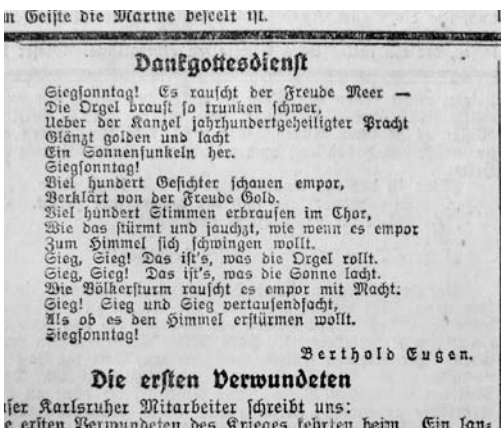 n Geiste die Marine beseelt ist.
Dankgottesdienst
Siegsonntag! Es rauscht der Freude Meer —
Die Orgel braust so trunken schwer,
Ueber der Kanzel jahrhundertgeheiligter Pracht
Glänzt golden und lacht
Ein Sonnenfunkeln her.
Siegsonntag!
Viel hundert Gesichter schauen empor,
Verklärt von der Freude Gold.
Viel hundert Stimmen erbrausen im Chor,
Wie das stürmt und jauchzt, wie wenn es empor
Zum Himmel sich schwingen wollt.
Sieg, Sieg! Das ist's, was die Orgel rollt.
Sieg, Sieg! Das ist's, was die Sonne lacht.
Wie Völkersturm rauscht es empor mit Macht:
Sieg! Sieg und Sieg vertausendfacht,
Als ob es den Himmel erstürmen wollt.
Siegsonntag!
Berthold Eugen.
Die ersten Verwundeten
ser Karlsruher Mitarbeiter schreibt uns:
e ersten Verwundeten des Krieges kehrten heim. Ein lan-